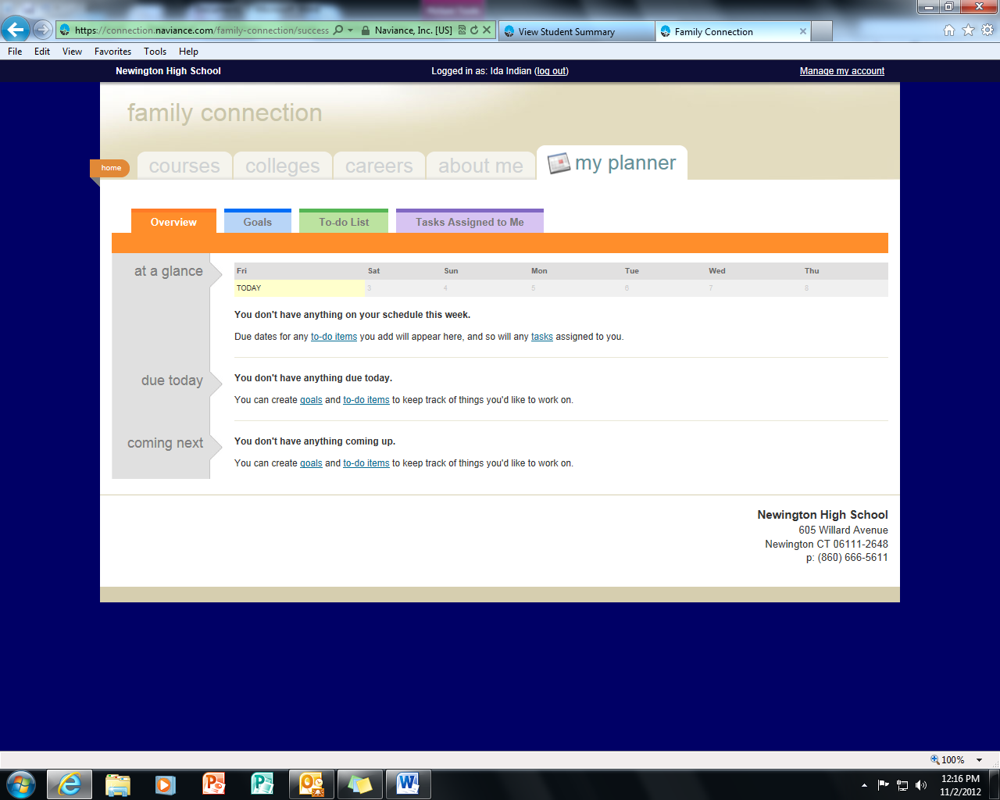 https://connection.naviance.com/family-connection/success
Naviance, Inc. [US]
View Student Summary
Family Connection
File Edit View Favorites Tools Help
Newington High School
Logged in as: Ida Indian (log out)
Manage my account
family connection
home
courses
colleges
careers
about me
my planner
Overview
Goals
To-do List
Tasks Assigned to Me
at a glance
Fri Sat Sun Mon Tue Wed Thu
TODAY 3 4 5 6 7 8
You don't have anything on your schedule this week.
Due dates for any to-do items you add will appear here, and so will any tasks assigned to you.
due today
You don't have anything due today.
You can create goals and to-do items to keep track of things you'd like to work on.
coming next
You don't have anything coming up.
You can create goals and to-do items to keep track of things you'd like to work on.
Newington High School
605 Willard Avenue
Newington CT 06111-2648
p: (860) 666-5611
100%
12:16 PM
11/2/2012